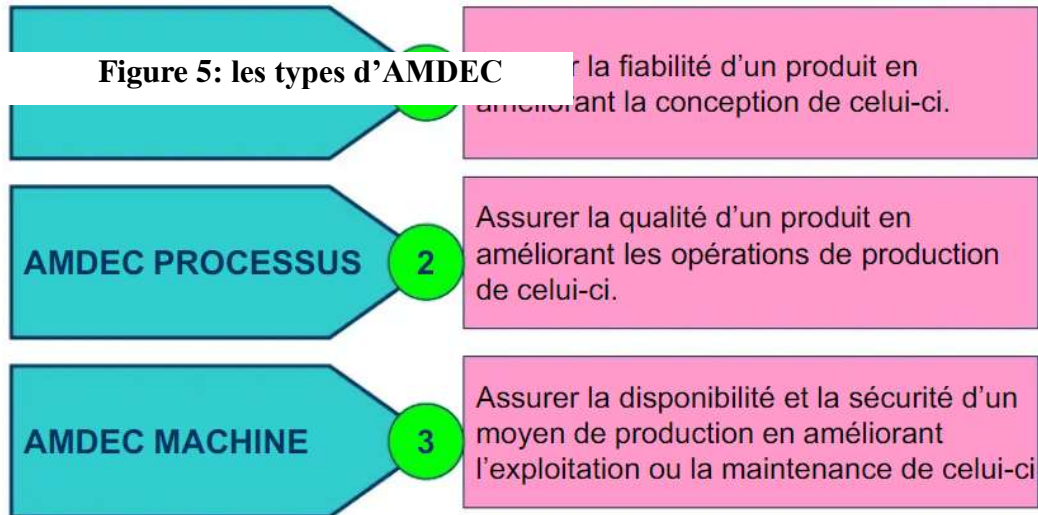 Figure 5: les types d’AMDEC
r la fiabilité d’un produit en
améliorant la conception de celui-ci.
AMDEC PROCESSUS
2
Assurer la qualité d’un produit en
améliorant les opérations de production
de celui-ci.
AMDEC MACHINE
3
Assurer la disponibilité et la sécurité d’un
moyen de production en améliorant
l’exploitation ou la maintenance de celui-ci